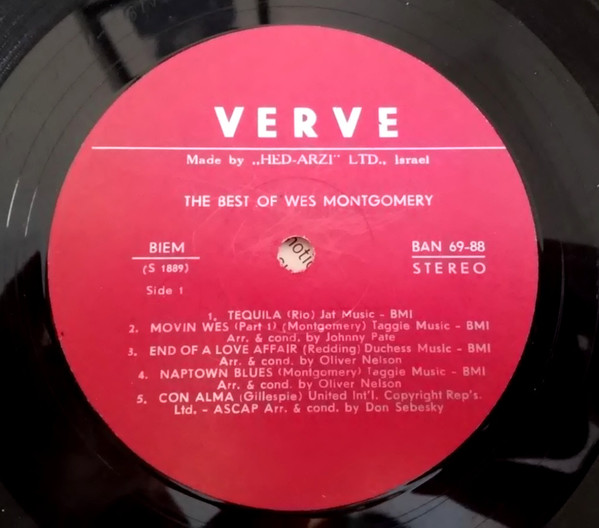 VERVE
Made by „HED-ARZI" LTD., Israel
THE BEST OF WES MONTGOMERY
BIEM
(S 1889)
Side 1
BAN 69-88
STEREO
1. TEQUILA (Rio) Jat Music - BMI
2. MOVIN WES (Part 1) (Montgomery) Taggie Music - BMI
Arr. & cond. by Johnny Pate
3. END OF A LOVE AFFAIR (Redding) Duchess Music - BMI
Arr. & cond. by Oliver Nelson
4. NAPTOWN BLUES (Montgomery) Taggie Music - BMI
Arr. & cond. by Oliver Nelson
5. CON ALMA (Gillespie) United Int'l. Copyright Rep's.
Ltd. - ASCAP Arr. & cond. by Don Sebesky